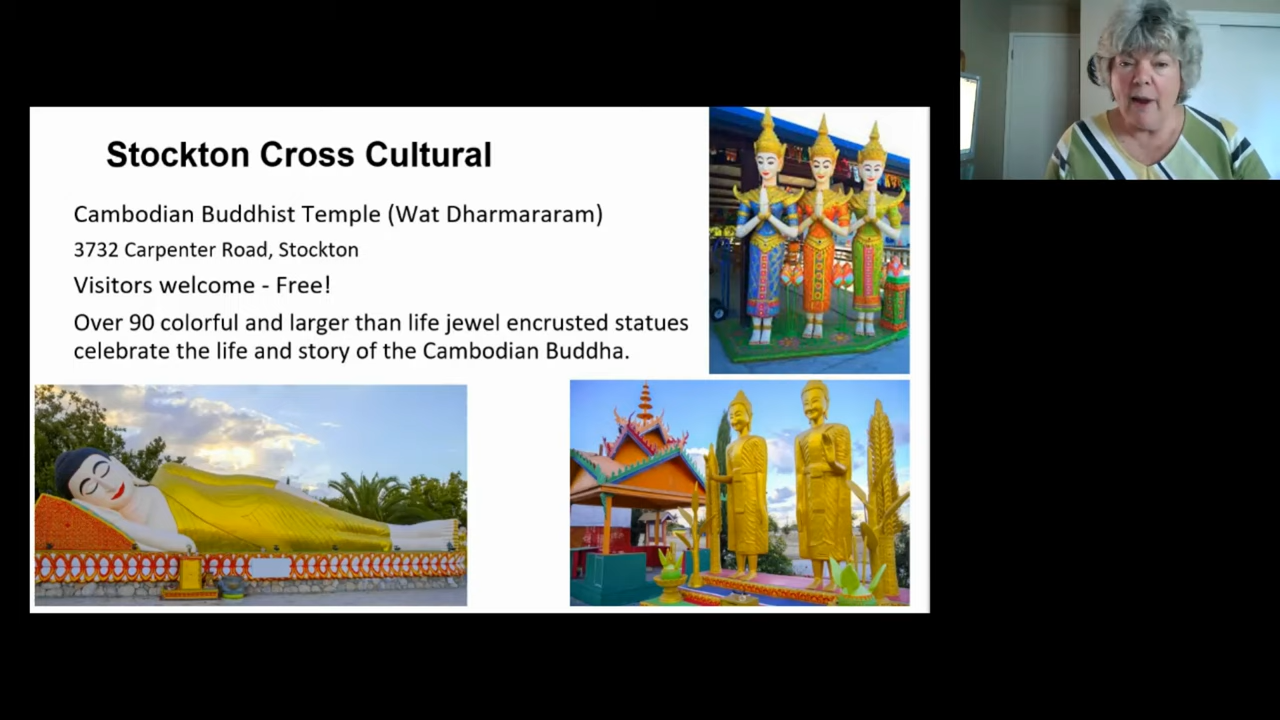 Stockton Cross Cultural
Cambodian Buddhist Temple (Wat Dharmararam)
3732 Carpenter Road, Stockton
Visitors welcome - Free!
Over 90 colorful and larger than life jewel encrusted statues
celebrate the life and story of the Cambodian Buddha.